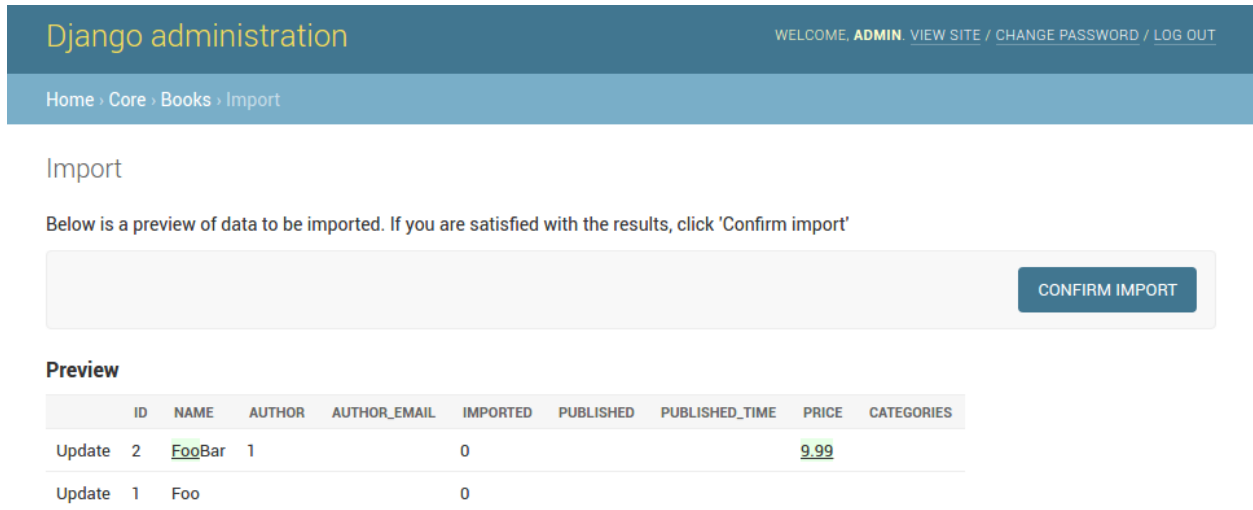 Django administration
WELCOME, ADMIN. VIEW SITE / CHANGE PASSWORD / LOG OUT
Home › Core › Books › Import
Import
Below is a preview of data to be imported. If you are satisfied with the results, click 'Confirm import'
CONFIRM IMPORT
Preview
ID NAME AUTHOR AUTHOR_EMAIL IMPORTED PUBLISHED PUBLISHED_TIME PRICE CATEGORIES
Update 2 FooBar 1 0 9.99
Update 1 Foo 0